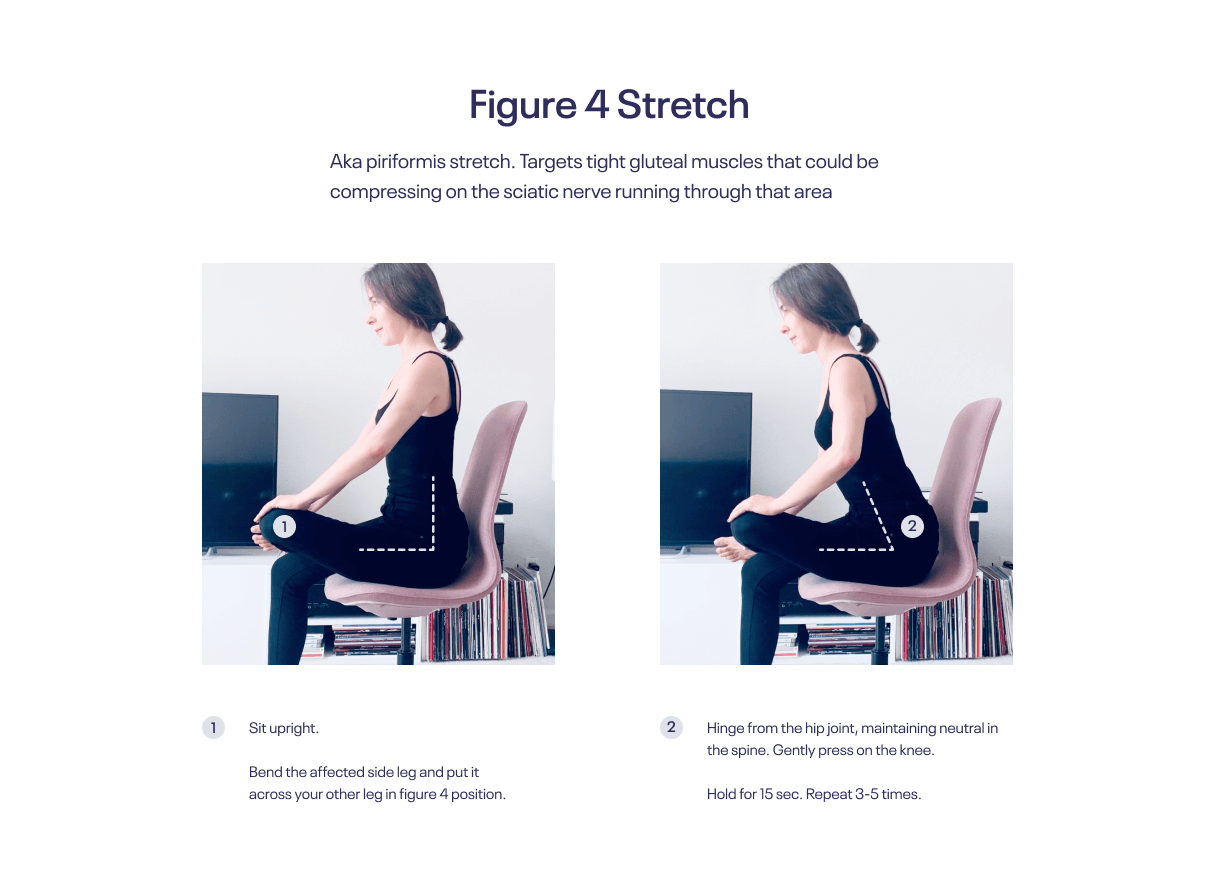 Figure 4 Stretch
Aka piriformis stretch. Targets tight gluteal muscles that could be
compressing on the sciatic nerve running through that area
1
2
1
Sit upright.
Bend the affected side leg and put it
across your other leg in figure 4 position.
2
Hinge from the hip joint, maintaining neutral in
the spine. Gently press on the knee.
Hold for 15 sec. Repeat 3-5 times.